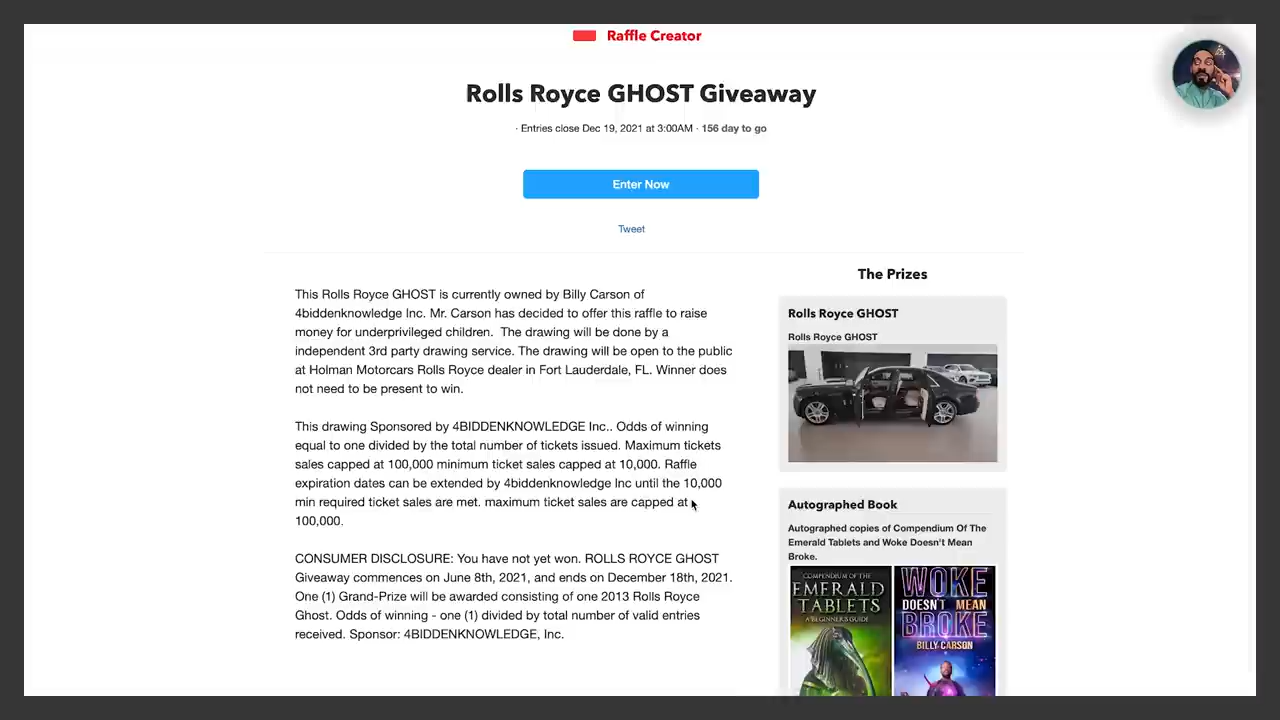 Raffle Creator
Rolls Royce GHOST Giveaway
· Entries close Dec 19, 2021 at 3:00AM · 156 day to go
Enter Now
Tweet
This Rolls Royce GHOST is currently owned by Billy Carson of
4biddenknowledge Inc. Mr. Carson has decided to offer this raffle to raise
money for underprivileged children.  The drawing will be done by a
independent 3rd party drawing service. The drawing will be open to the public
at Holman Motorcars Rolls Royce dealer in Fort Lauderdale, FL. Winner does
not need to be present to win.
This drawing Sponsored by 4BIDDENKNOWLEDGE Inc.. Odds of winning
equal to one divided by the total number of tickets issued. Maximum tickets
sales capped at 100,000 minimum ticket sales capped at 10,000. Raffle
expiration dates can be extended by 4biddenknowledge Inc until the 10,000
min required ticket sales are met. maximum ticket sales are capped at
100,000.
CONSUMER DISCLOSURE: You have not yet won. ROLLS ROYCE GHOST
Giveaway commences on June 8th, 2021, and ends on December 18th, 2021.
One (1) Grand-Prize will be awarded consisting of one 2013 Rolls Royce
Ghost. Odds of winning - one (1) divided by total number of valid entries
received. Sponsor: 4BIDDENKNOWLEDGE, Inc.
The Prizes
Rolls Royce GHOST
Rolls Royce GHOST
Autographed Book
Autographed copies of Compendium Of The
Emerald Tablets and Woke Doesn't Mean
Broke.
COMPENDIUM OF THE
EMERALD
TABLETS
A BEGINNER'S GUIDE
WOKE
DOESN'T MEAN
BROKE
BILLY CARSON